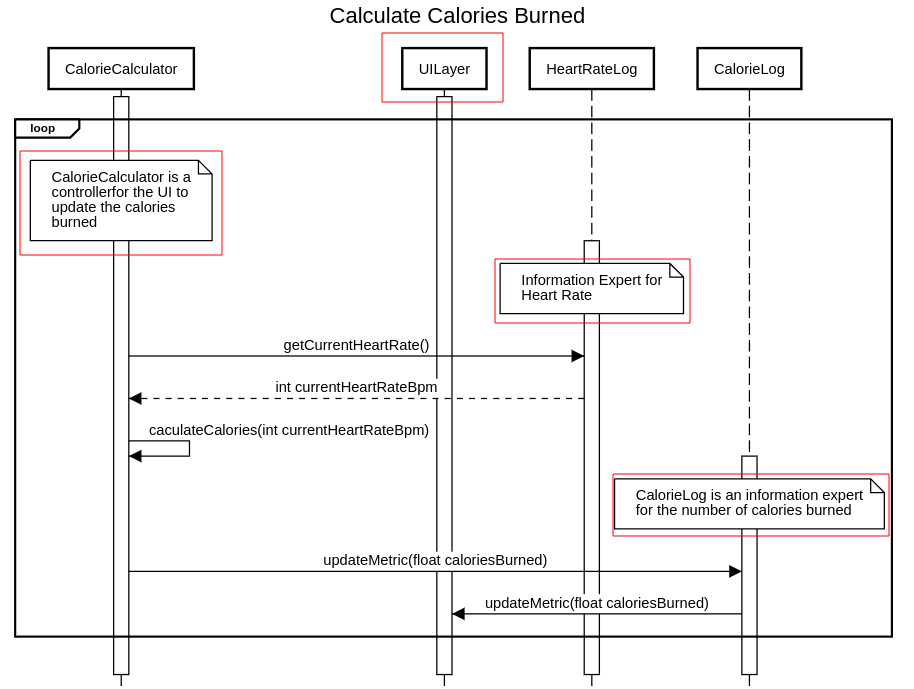 Calculate Calories Burned
CalorieCalculator
UILayer
HeartRateLog
CalorieLog
loop
CalorieCalculator is a
controllerfor the UI to
update the calories
burned
Information Expert for
Heart Rate
getCurrentHeartRate()
int currentHeartRateBpm
caculateCalories(int currentHeartRateBpm)
CalorieLog is an information expert
for the number of calories burned
updateMetric(float caloriesBurned)
updateMetric(float caloriesBurned)